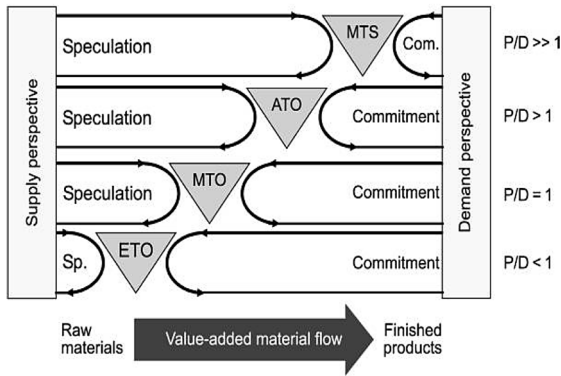 Supply perspective
Speculation
MTS
Com.
P/D >> 1
Speculation
ATO
Commitment
P/D > 1
Speculation
MTO
Commitment
P/D = 1
Sp.
ETO
Commitment
P/D < 1
Demand perspective
Raw
materials
Value-added material flow
Finished
products